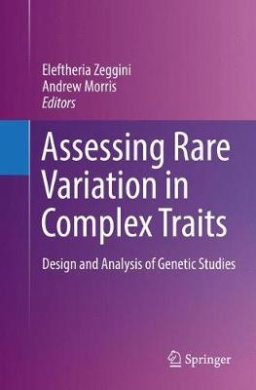 Eleftheria Zeggini
Andrew Morris
Editors
Assessing Rare
Variation in
Complex Traits
Design and Analysis of Genetic Studies
Springer